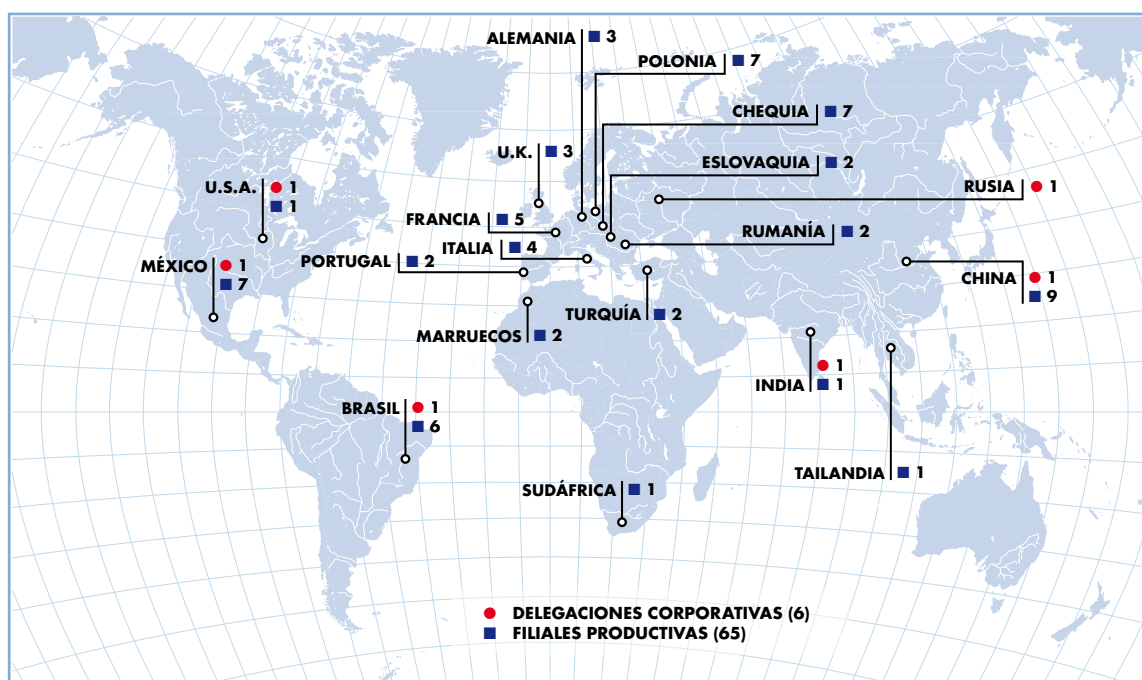 ALEMANIA 3
POLONIA 7
CHEQUIA 7
U.K. 3
ESLOVAQUIA 2
U.S.A. 1
1
RUSIA 1
FRANCIA 5
RUMANÍA 2
ITALIA 4
PORTUGAL 2
MÉXICO 1
7
CHINA 1
9
TURQUÍA 2
MARRUECOS 2
INDIA 1
1
BRASIL 1
6
TAILANDIA 1
SUDÁFRICA 1
DELEGACIONES CORPORATIVAS (6)
FILIALES PRODUCTIVAS (65)